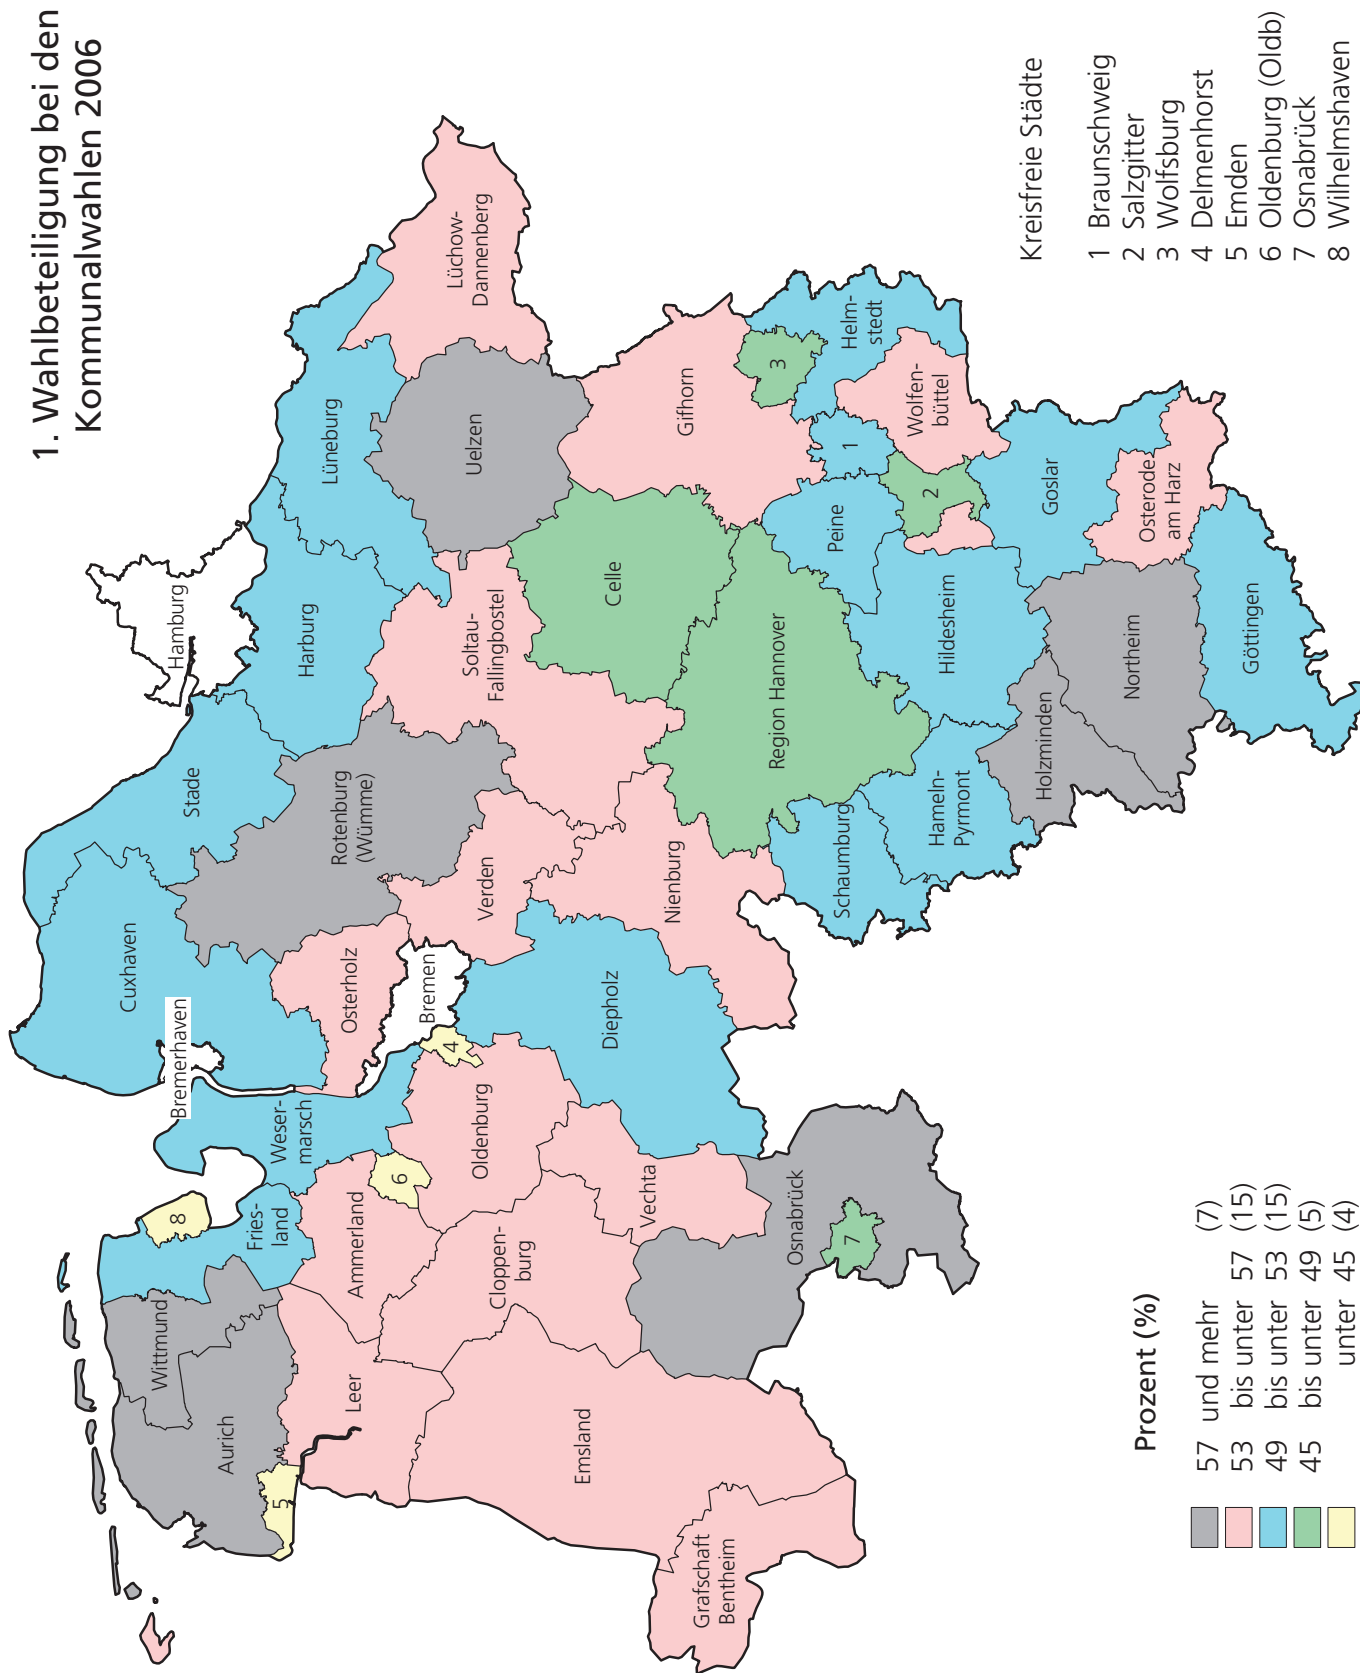 1. Wahlbeteiligung bei den
Kommunalwahlen 2006
Hamburg
Stade
Cuxhaven
Bremerhaven
Harburg
Lüneburg
Lüchow-
Dannenberg
Uelzen
Rotenburg
(Wümme)
Soltau-
Fallingbostel
Verden
Osterholz
Bremen
Weser-
marsch
Fries-
land
8
Wittmund
Aurich
5
Leer
Ammerland
6
Oldenburg
4
Cloppen-
burg
Vechta
Diepholz
Nienburg
Emsland
Grafschaft
Bentheim
Osnabrück
7
Celle
Gifhorn
Region Hannover
3
Helm-
stedt
1
Peine
Wolfen-
büttel
2
Schaumburg
Hameln-
Pyrmont
Hildesheim
Goslar
Holzminden
Northeim
Osterode
am Harz
Göttingen
Prozent (%)
57 und mehr (7)
53 bis unter 57 (15)
49 bis unter 53 (15)
45 bis unter 49 (5)
unter 45 (4)
Kreisfreie Städte
1 Braunschweig
2 Salzgitter
3 Wolfsburg
4 Delmenhorst
5 Emden
6 Oldenburg (Oldb)
7 Osnabrück
8 Wilhelmshaven